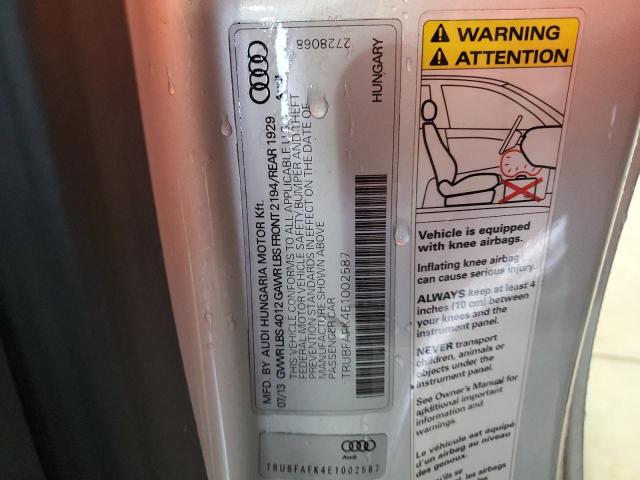 2728068
HUNGARY
MFD. BY AUDI HUNGARIA MOTOR Kft.
07/13 GVWR LBS 4012 GAWR LBS FRONT 2194/REAR 1929
THIS VEHICLE CONFORMS TO ALL APPLICABLE
FEDERAL MOTOR VEHICLE SAFETY BUMPER AND THEFT
PREVENTION STANDARDS IN EFFECT ON THE DATE OF
MANUFACTURE SHOWN ABOVE
PASSENGER CAR
TRUBFAFK4E1002587
Audi
TRUBFAFK4E1002587
WARNING
ATTENTION
Vehicle is equipped
with knee airbags.
Inflating knee airbag
can cause serious injury.
ALWAYS keep at least 4
inches (10 cm) between
your knees and the
instrument panel.
NEVER transport
children, animals or
objects under the
instrument panel.
See Owner's Manual for
additional important
information and
warnings.
Le véhicule est équipé
d'un airbag au niveau
des genoux.
les airbags